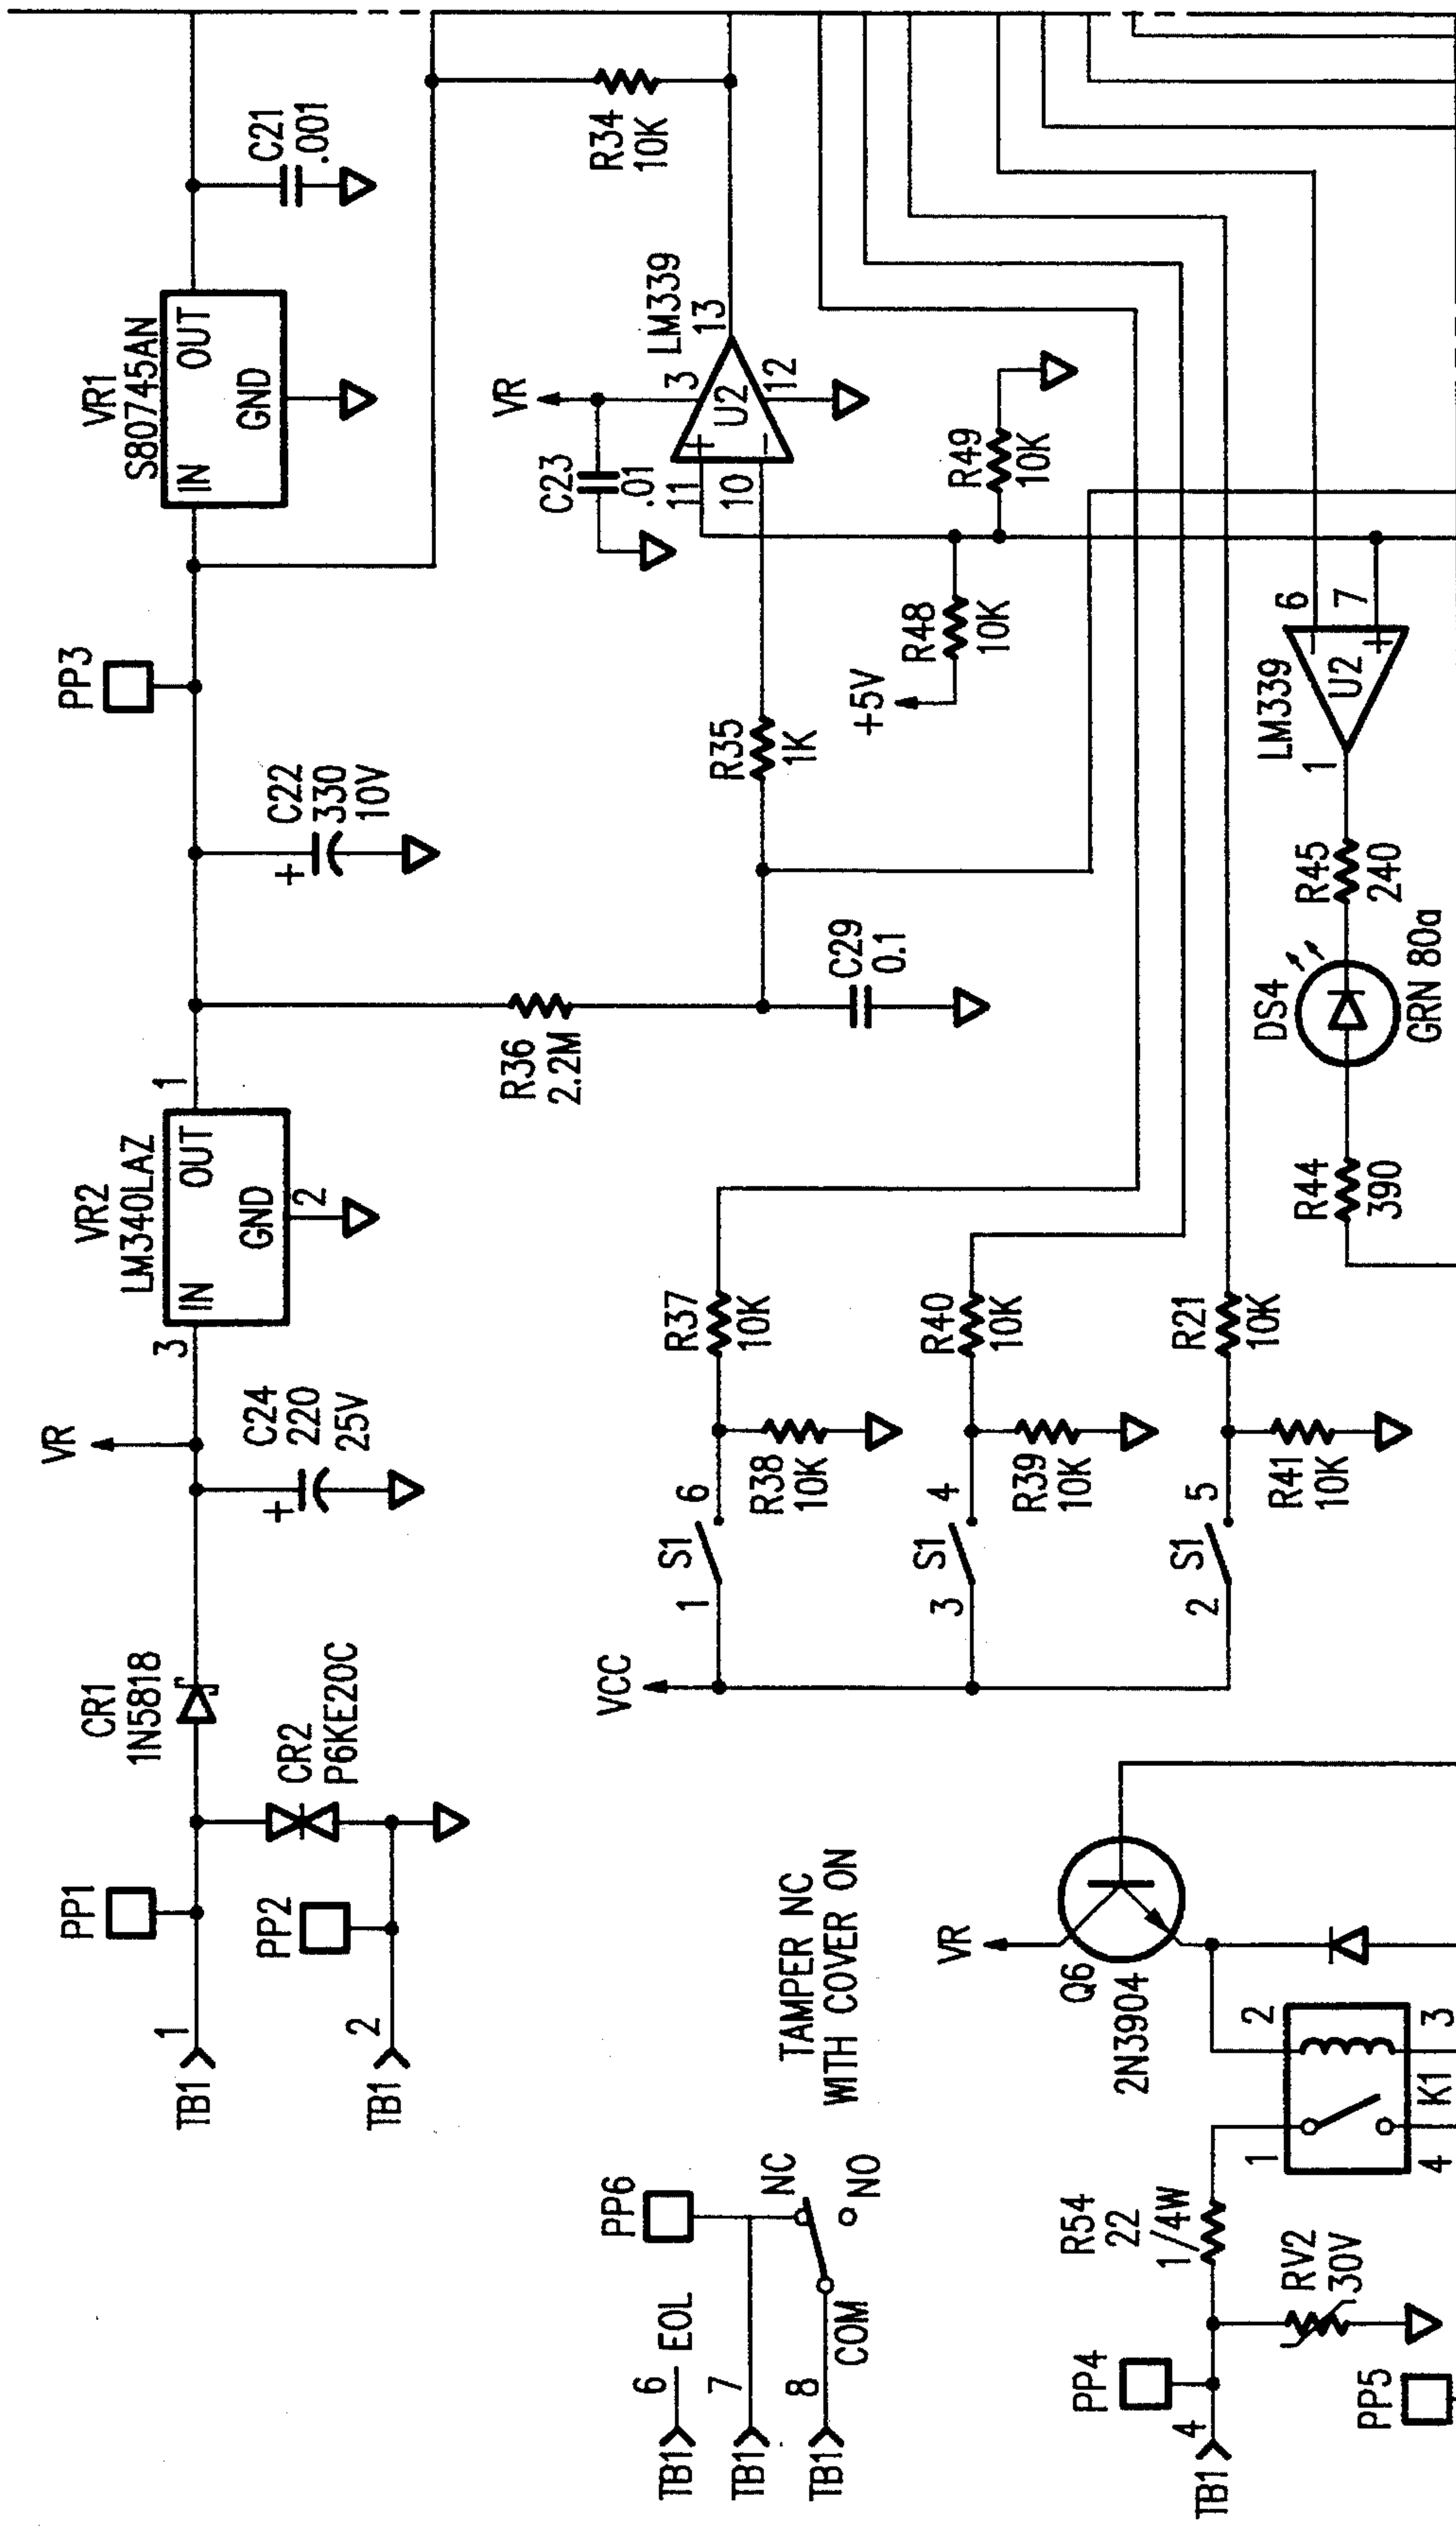 TB1
1
PP1
CR1
1N5818
CR2
P6KE20C
TB1
2
PP2
VR
C24
220
25V
+
VR2
LM340LAZ
3
IN
OUT
1
GND
2
C22
330
10V
+
PP3
VR1
S80745AN
IN
OUT
GND
C21
.001
R36
2.2M
C29
0.1
R35
1K
C23
.01
VR
LM339
U2
3
13
11
10
12
+
−
R34
10K
+5V
R48
10K
R49
10K
VCC
1
S1
6
R37
10K
R38
10K
3
S1
4
R40
10K
R39
10K
2
S1
5
R21
10K
R41
10K
R44
390
DS4
GRN 80a
R45
240
LM339
U2
1
6
7
−
+
TB1
6
EOL
TB1
7
TB1
8
PP6
NC
NO
COM
TAMPER NC
WITH COVER ON
VR
Q6
2N3904
TB1
4
PP4
R54
22
1/4W
RV2
30V
1
2
4
K1
3
PP5